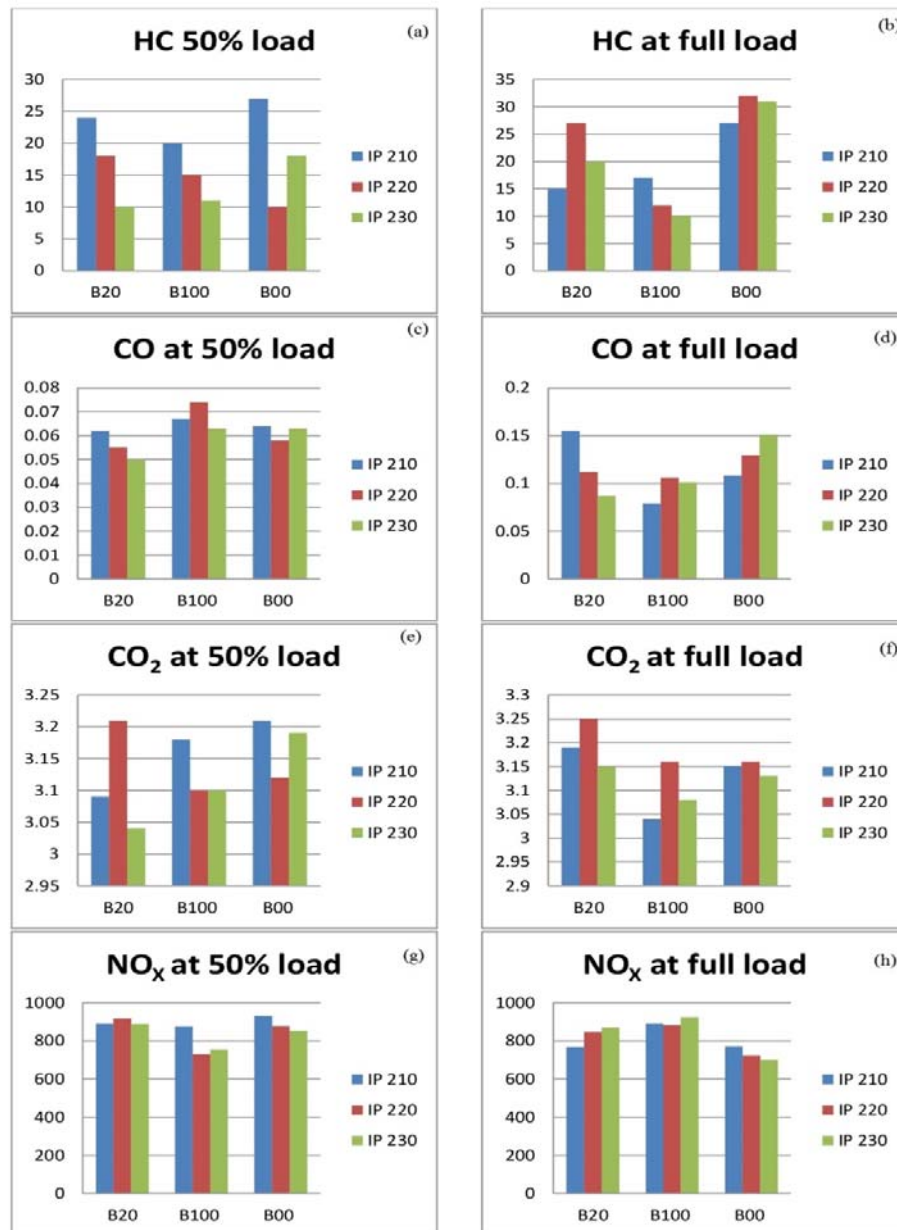 HC 50% load
(a)
30
25
20
15
10
5
0
B20 B100 B00
IP 210
IP 220
IP 230
HC at full load
(b)
35
30
25
20
15
10
5
0
B20 B100 B00
IP 210
IP 220
IP 230
CO at 50% load
(c)
0.08
0.07
0.06
0.05
0.04
0.03
0.02
0.01
0
B20 B100 B00
IP 210
IP 220
IP 230
CO at full load
(d)
0.2
0.15
0.1
0.05
0
B20 B100 B00
IP 210
IP 220
IP 230
CO₂ at 50% load
(e)
3.25
3.2
3.15
3.1
3.05
3
2.95
B20 B100 B00
IP 210
IP 220
IP 230
CO₂ at full load
(f)
3.3
3.25
3.2
3.15
3.1
3.05
3
2.95
2.9
B20 B100 B00
IP 210
IP 220
IP 230
NOₓ at 50% load
(g)
1000
800
600
400
200
0
B20 B100 B00
IP 210
IP 220
IP 230
NOₓ at full load
(h)
1000
800
600
400
200
0
B20 B100 B00
IP 210
IP 220
IP 230